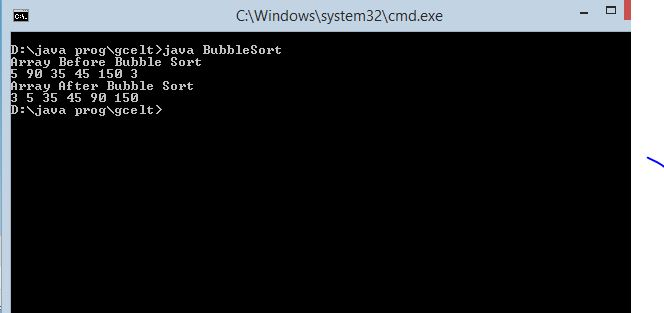 C:\Windows\system32\cmd.exe
D:\java prog\gcelt>java BubbleSort
Array Before Bubble Sort
5 90 35 45 150 3
Array After Bubble Sort
3 5 35 45 90 150
D:\java prog\gcelt>